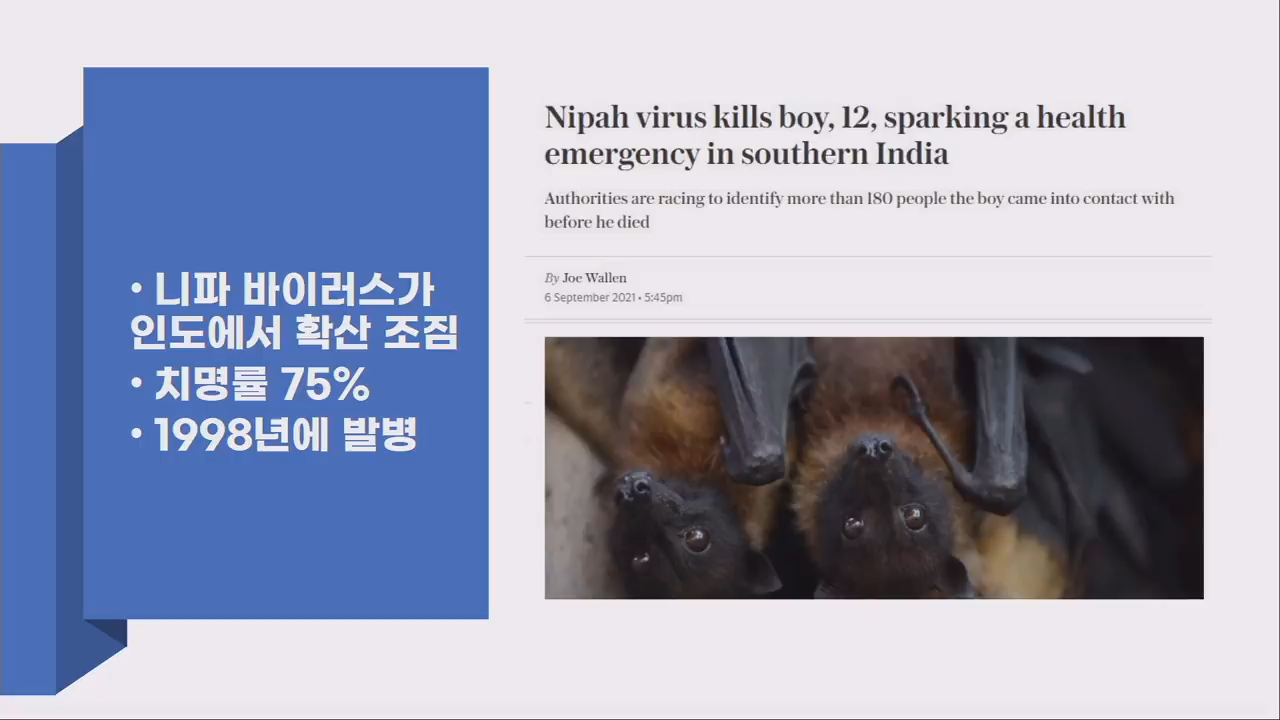 • 니파 바이러스가
인도에서 확산 조짐
• 치명률 75%
• 1998년에 발병
Nipah virus kills boy, 12, sparking a health
emergency in southern India
Authorities are racing to identify more than 180 people the boy came into contact with
before he died
By Joe Wallen
6 September 2021 • 5:45pm